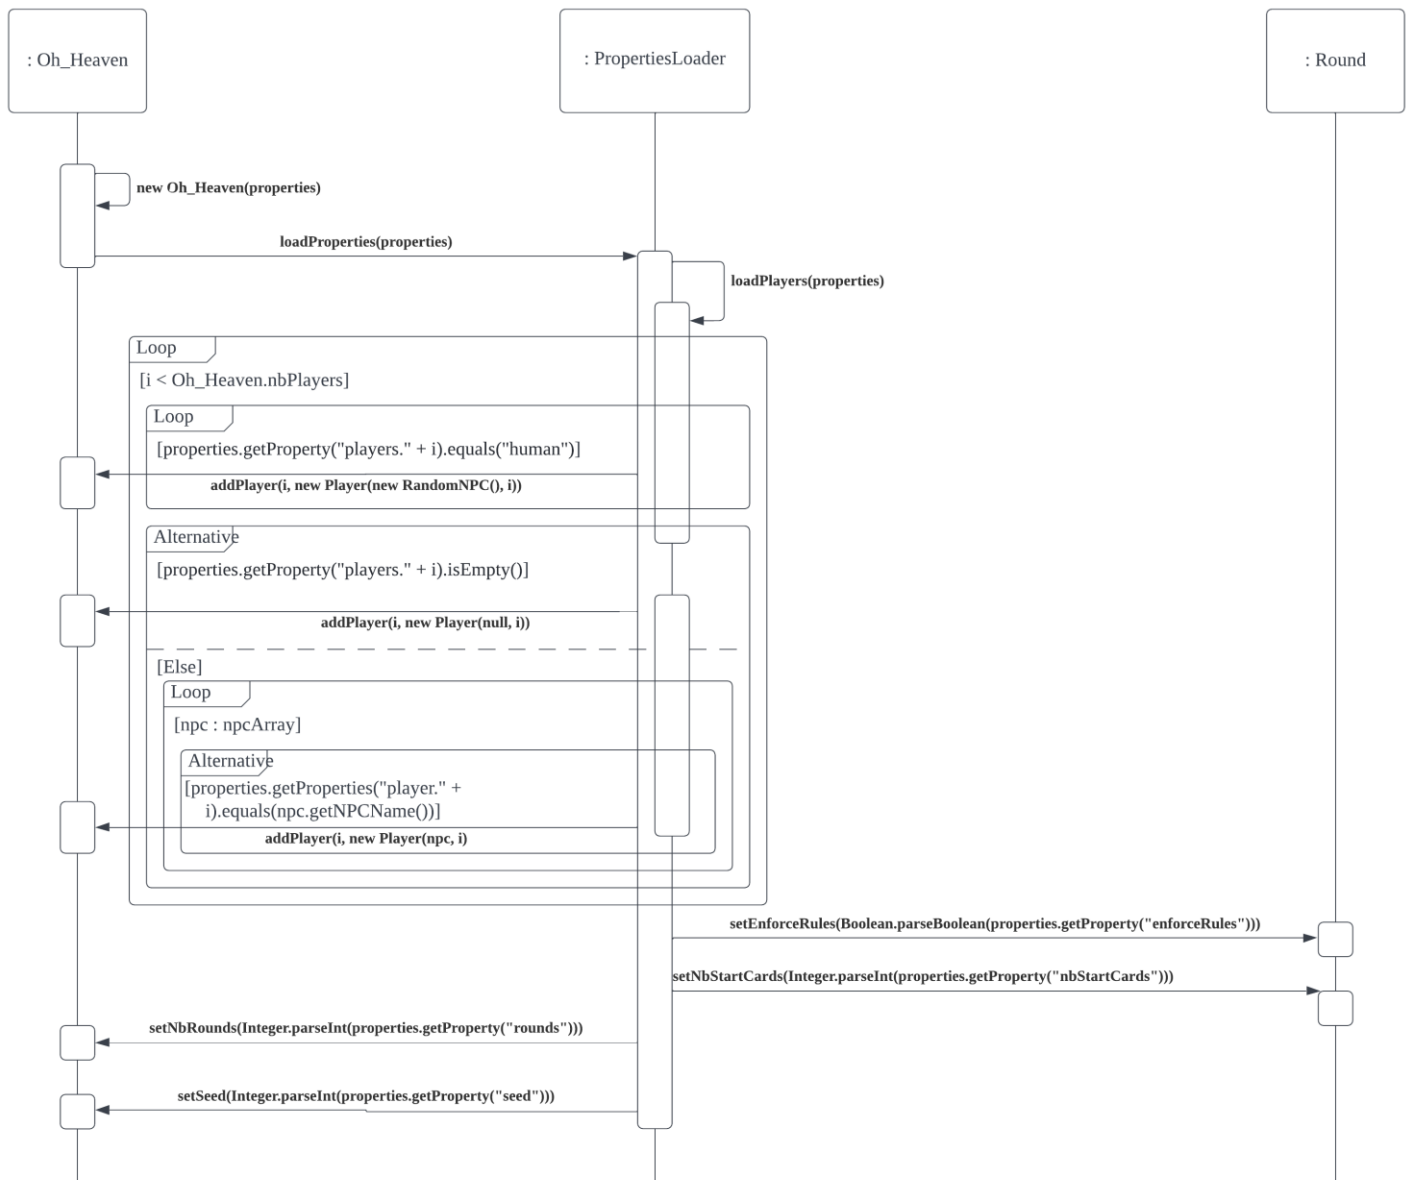 : Oh_Heaven
: PropertiesLoader
: Round
new Oh_Heaven(properties)
loadProperties(properties)
loadPlayers(properties)
Loop
[i < Oh_Heaven.nbPlayers]
Loop
[properties.getProperty("players." + i).equals("human")]
addPlayer(i, new Player(new RandomNPC(), i))
Alternative
[properties.getProperty("players." + i).isEmpty()]
addPlayer(i, new Player(null, i))
[Else]
Loop
[npc : npcArray]
Alternative
[properties.getProperties("player." +
i).equals(npc.getNPCName())]
addPlayer(i, new Player(npc, i)
setEnforceRules(Boolean.parseBoolean(properties.getProperty("enforceRules")))
setNbStartCards(Integer.parseInt(properties.getProperty("nbStartCards")))
setNbRounds(Integer.parseInt(properties.getProperty("rounds")))
setSeed(Integer.parseInt(properties.getProperty("seed")))